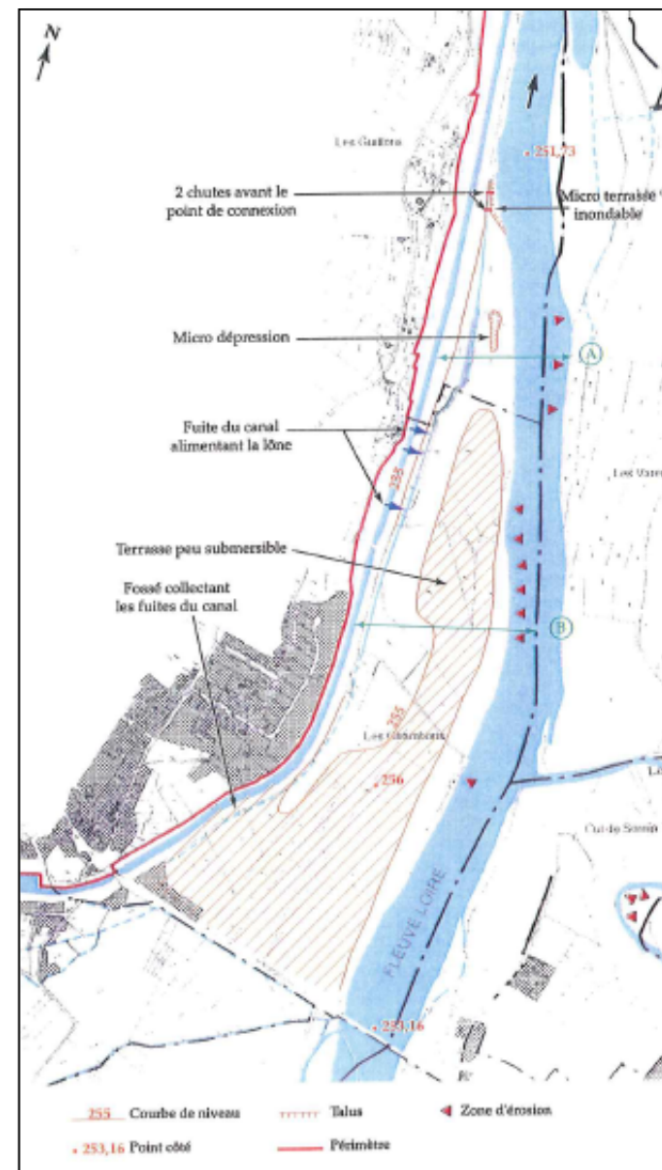 N
Les Guittons
251,73
2 chutes avant le
point de connexion
Micro terrasse
inondable
Micro dépression
A
Fuite du canal
alimentant la lône
255
Terrasse peu submersible
Fossé collectant
les fuites du canal
B
255
256
FLEUVE LOIRE
253,16
255 Courbe de niveau
Talus
Zone d'érosion
253,16 Point côté
Périmètre